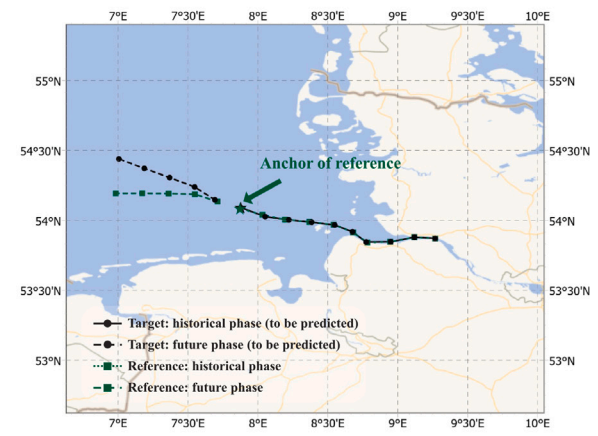 7°E 7°30'E 8°E 8°30'E 9°E 9°30'E 10°E
55°N 55°N
54°30'N 54°30'N
Anchor of reference
54°N 54°N
53°30'N 53°30'N
Target: historical phase (to be predicted)
Target: future phase (to be predicted)
53°N 53°N
Reference: historical phase
Reference: future phase
7°E 7°30'E 8°E 8°30'E 9°E 9°30'E 10°E